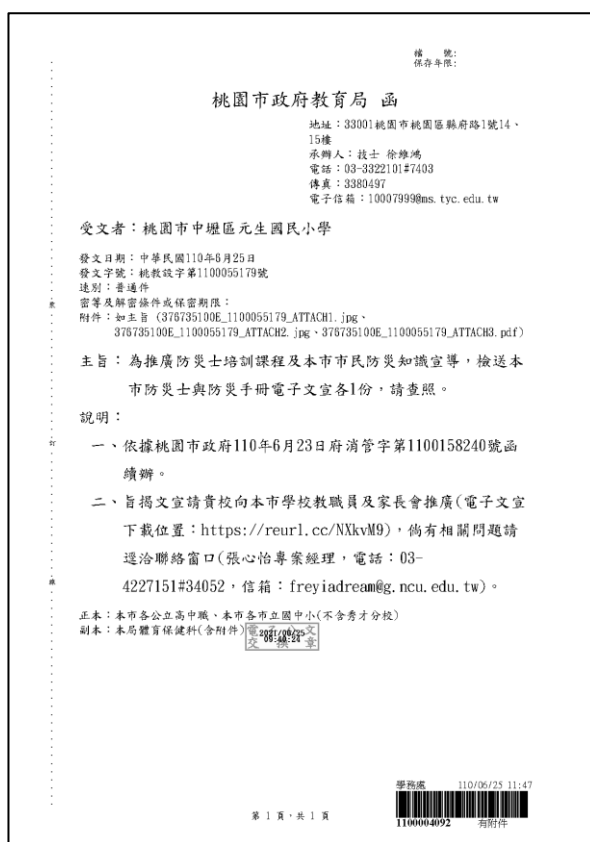 檔　　號:
保存年限:
桃園市政府教育局 函
地址：33001桃園市桃園區縣府路1號14、
15樓
承辦人：技士 徐維鴻
電話：03-3322101#7403
傳真：3380497
電子信箱：10007999@ms.tyc.edu.tw
受文者：桃園市中壢區元生國民小學
發文日期：中華民國110年6月25日
發文字號：桃教設字第1100055179號
速別：普通件
密等及解密條件或保密期限：
附件：如主旨 (376735100E_1100055179_ATTACH1.jpg、
376735100E_1100055179_ATTACH2.jpg、376735100E_1100055179_ATTACH3.pdf)
主旨：為推廣防災士培訓課程及本市市民防災知識宣導，檢送本
市防災士與防災手冊電子文宣各1份，請查照。
說明：
一、依據桃園市政府110年6月23日府消管字第1100158240號函
續辦。
二、旨揭文宣請貴校向本市學校教職員及家長會推廣(電子文宣
下載位置：https://reurl.cc/NXkvM9)，倘有相關問題請
逕洽聯絡窗口(張心怡專案經理，電話：03-
4227151#34052，信箱：freyiadream@g.ncu.edu.tw)。
正本：本市各公立高中職、本市各市立國中小(不含秀才分校)
副本：本局體育保健科(含附件)
電子公文
2021/06/25
09:40:24
交換章
裝
訂
線
學務處　110/06/25 11:47
1100004092　有附件
第 1 頁，共 1 頁